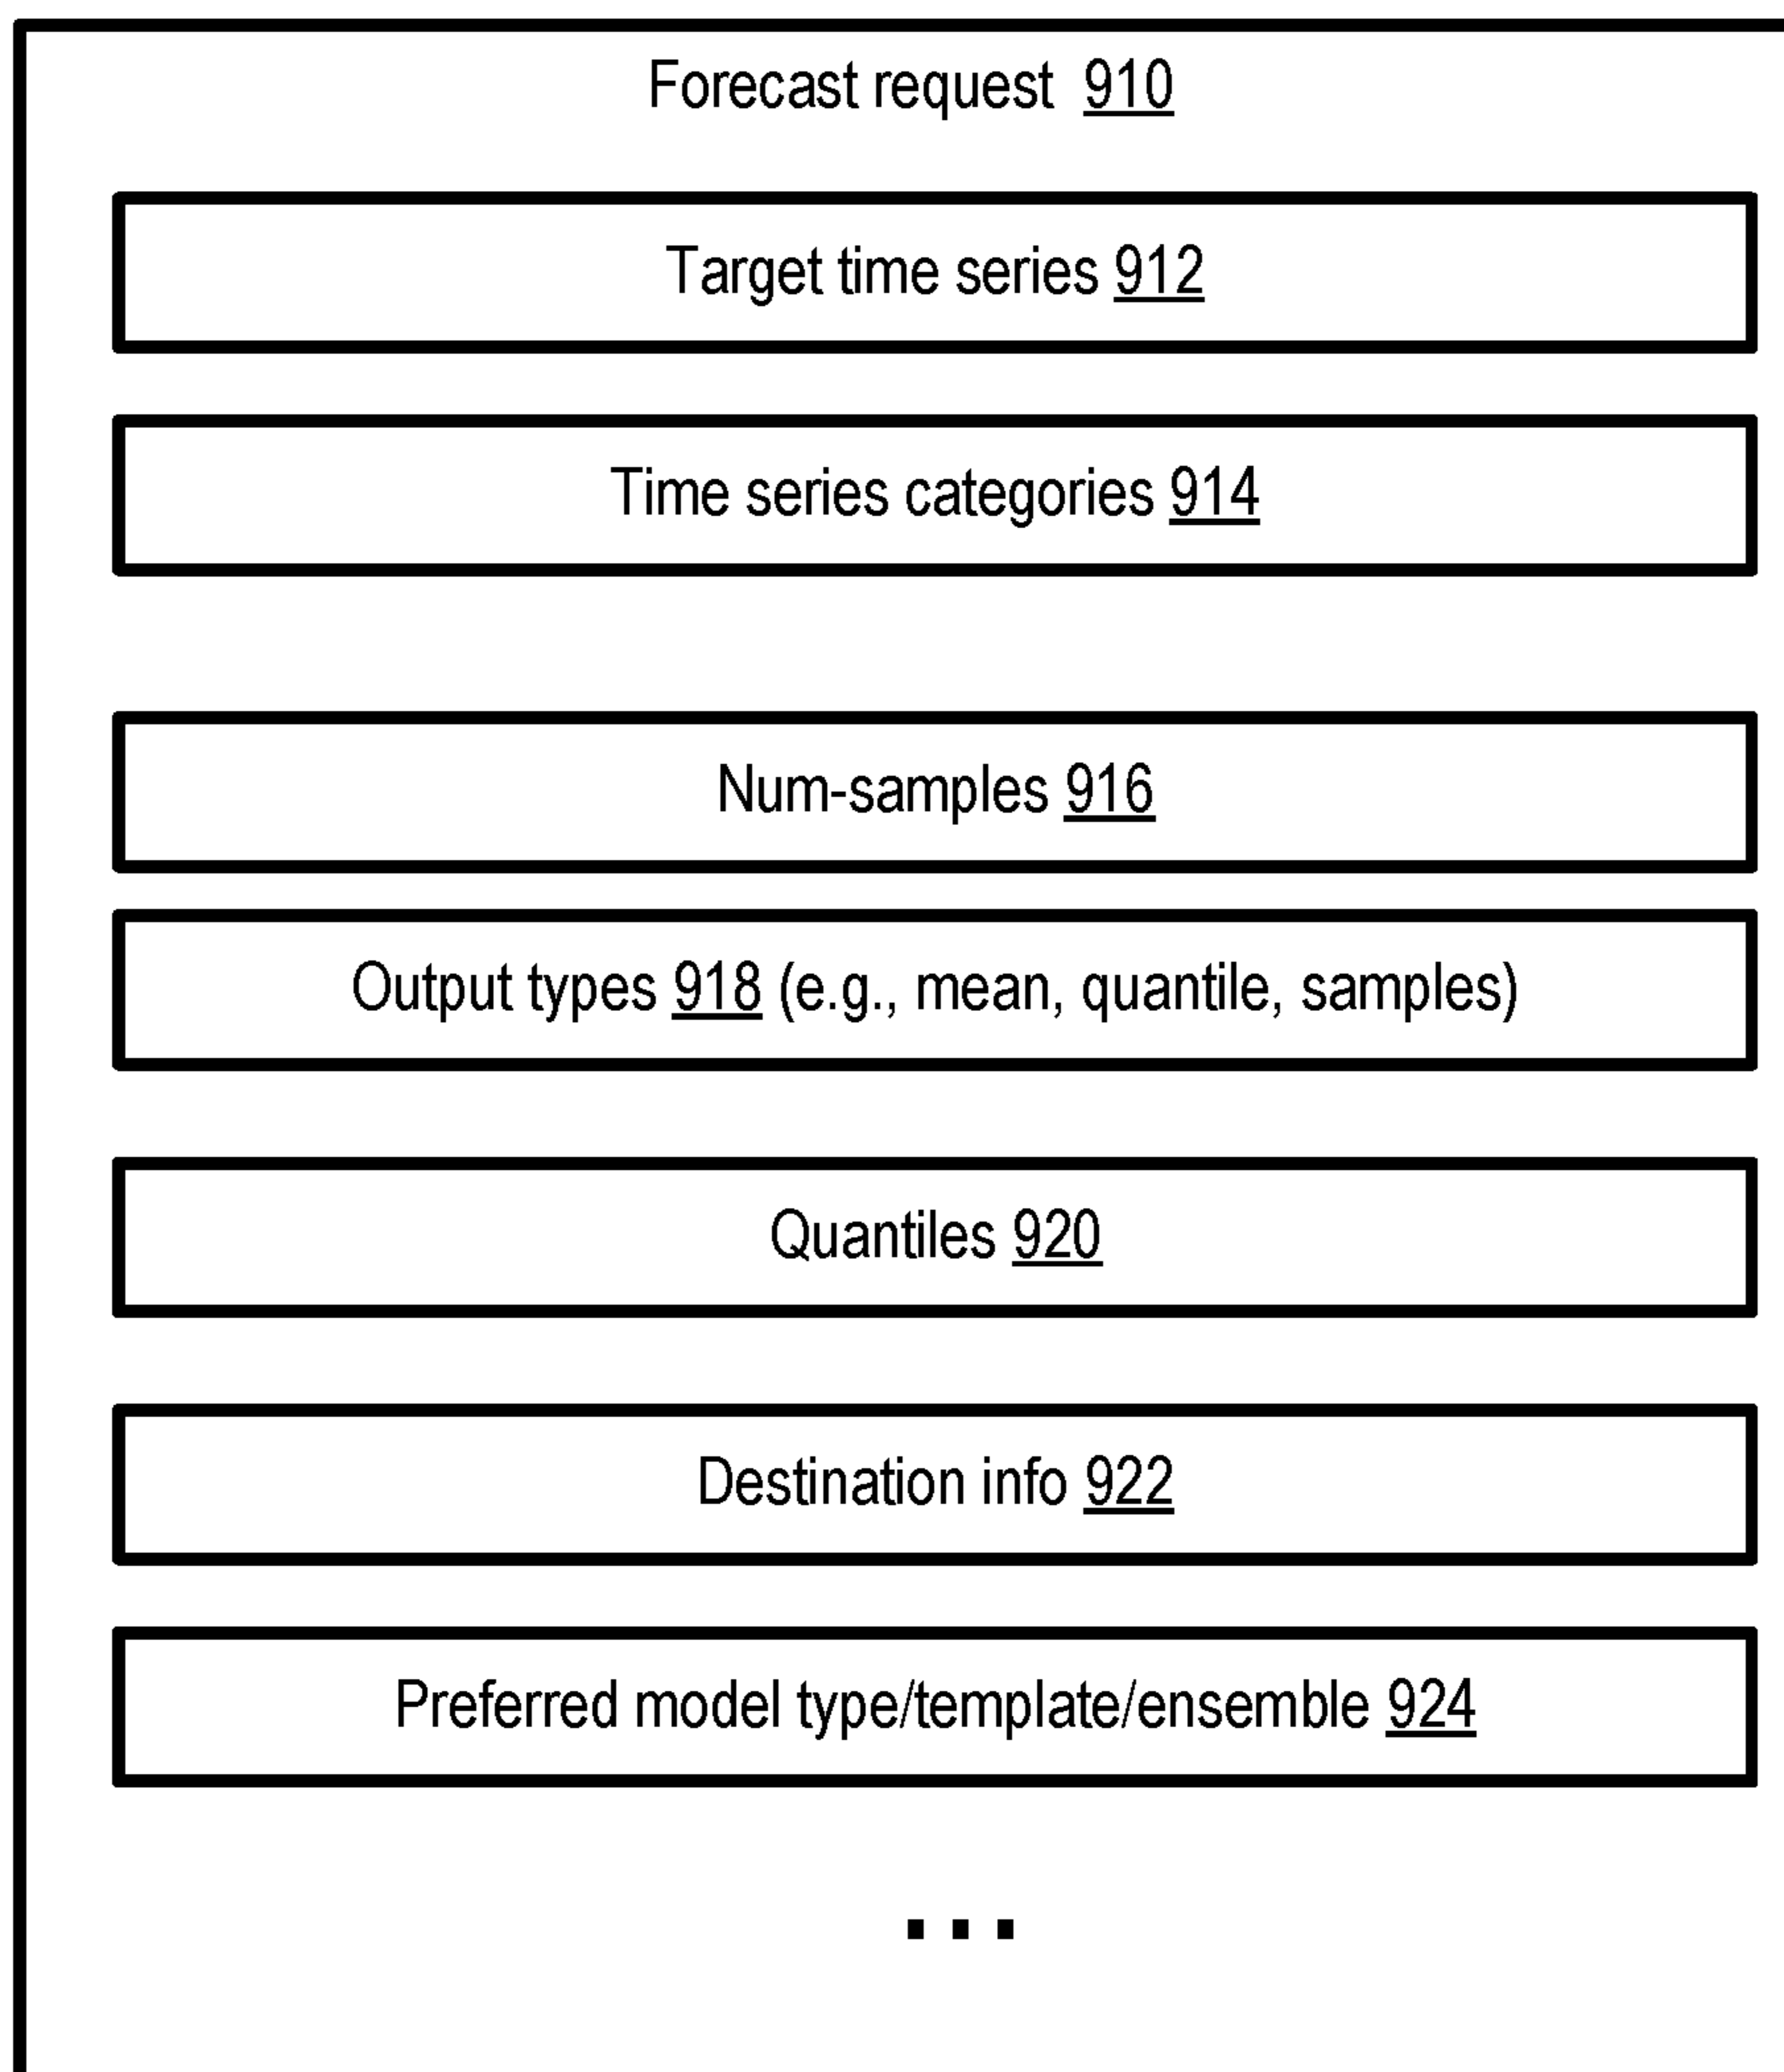 Forecast request 910
Target time series 912
Time series categories 914
Num-samples 916
Output types 918 (e.g., mean, quantile, samples)
Quantiles 920
Destination info 922
Preferred model type/template/ensemble 924
...